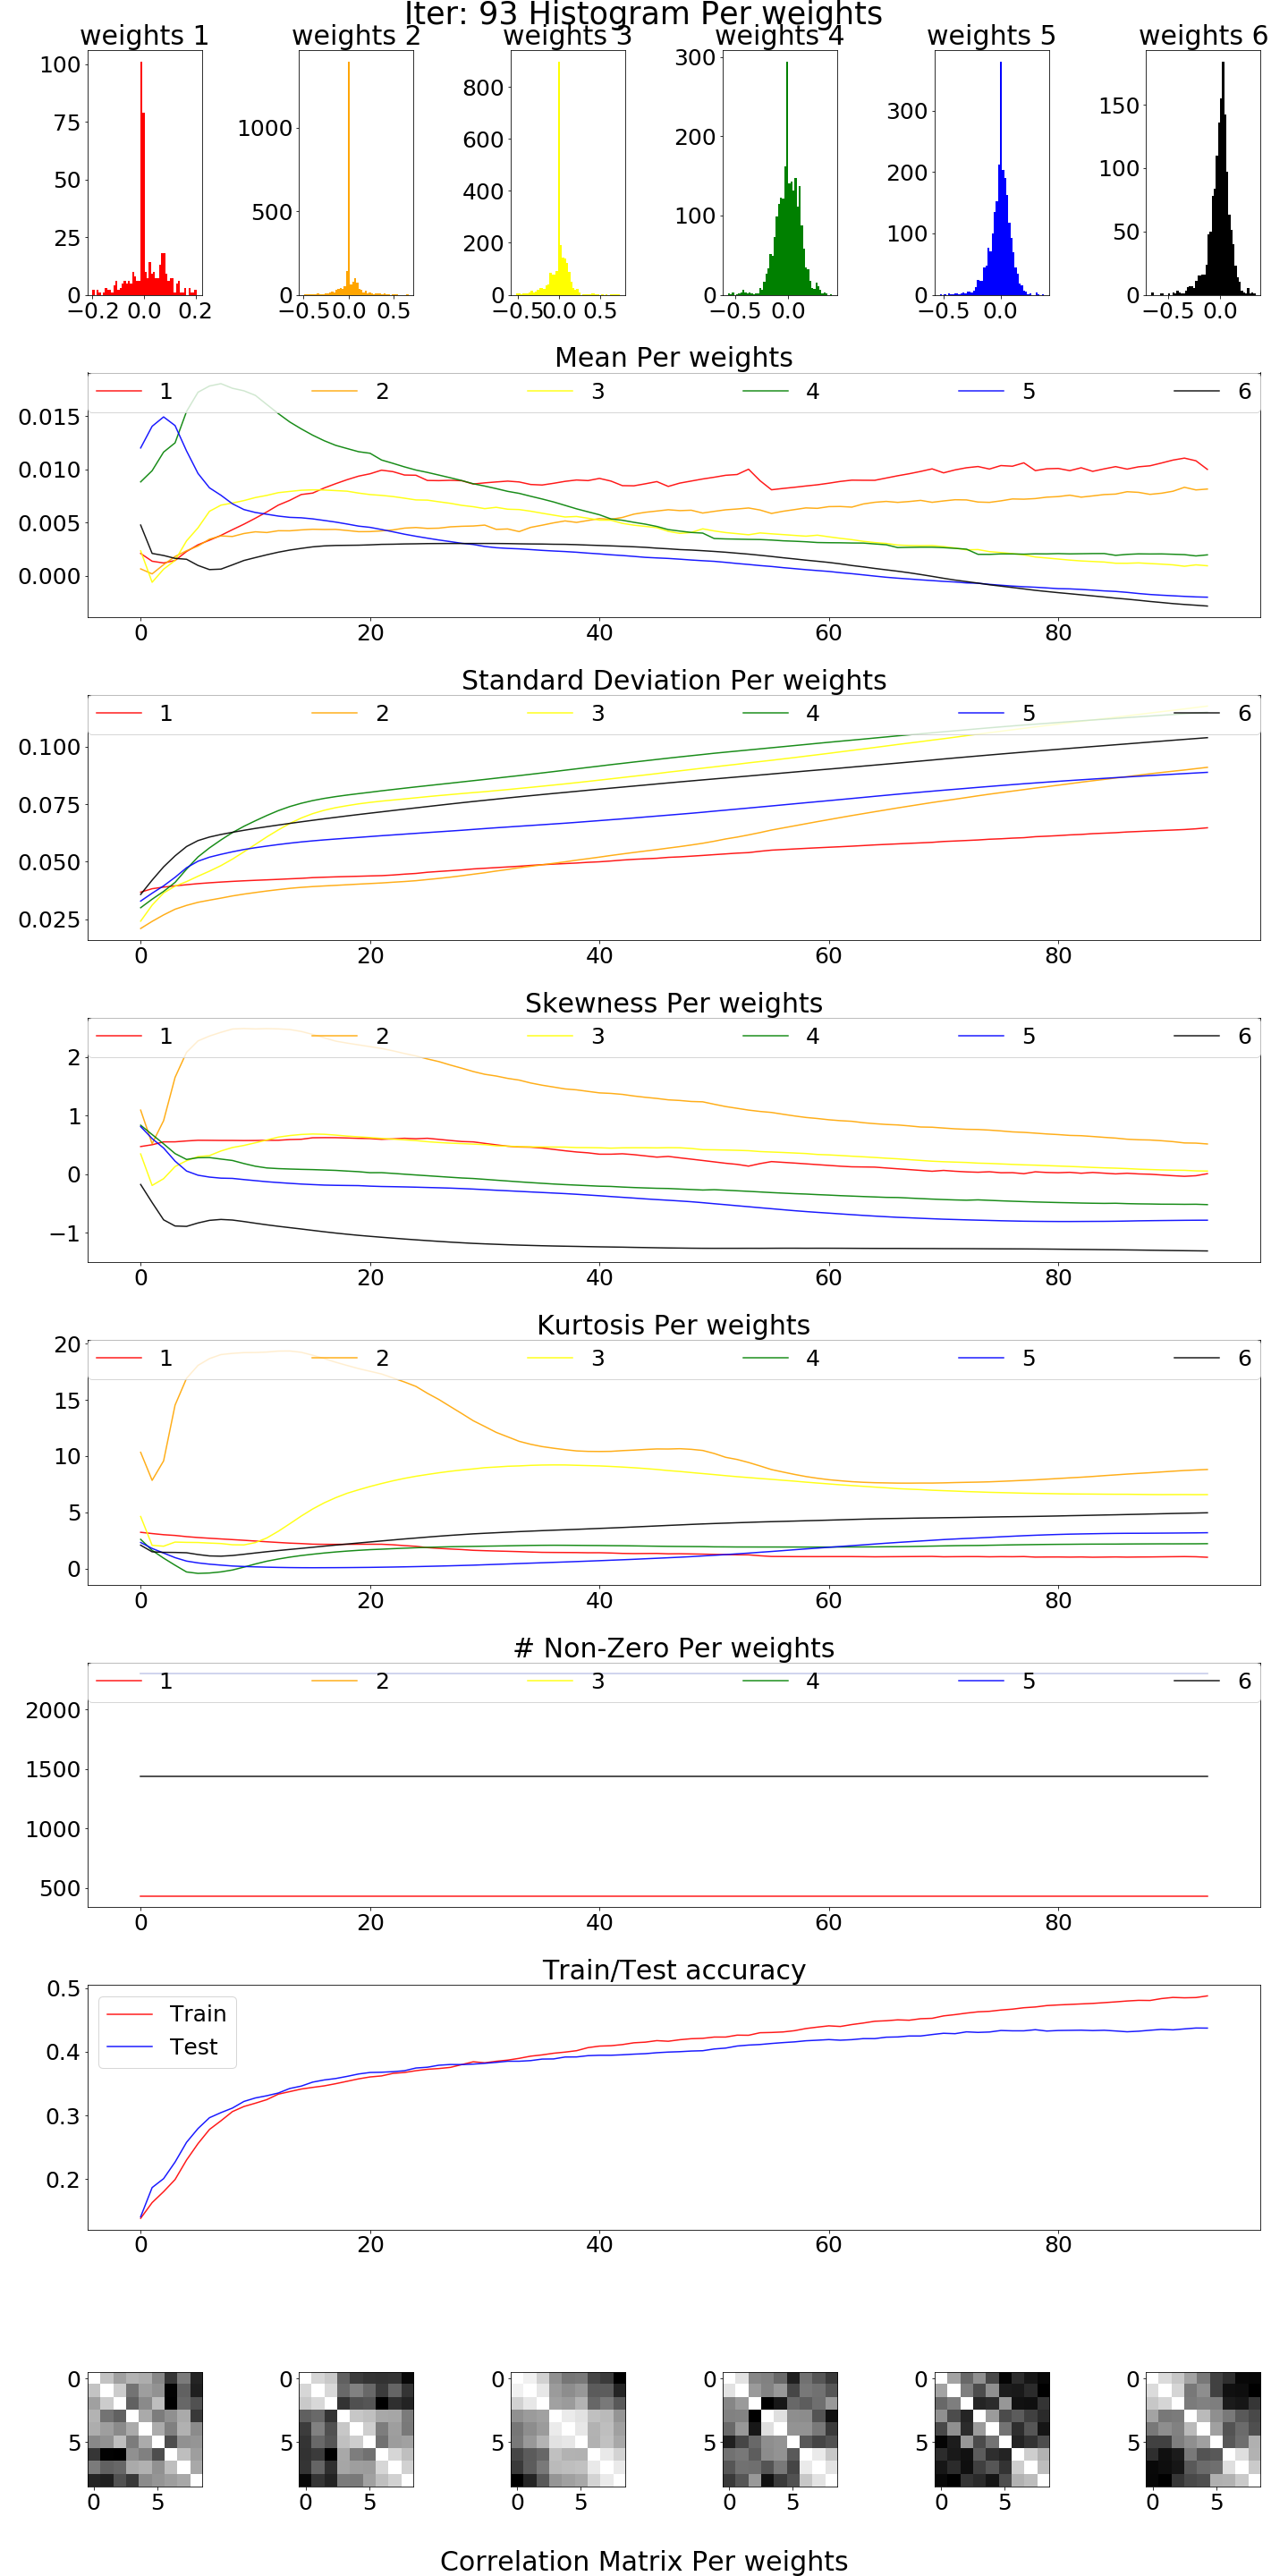 Iter: 93 Histogram Per weights
weights 1 weights 2 weights 3 weights 4 weights 5 weights 6
100
75
50
25
0
−0.2 0.0 0.2
1000
500
0
−0.5 0.0 0.5
800
600
400
200
0
−0.5 0.0 0.5
300
200
100
0
−0.5 0.0
300
200
100
0
−0.5 0.0
150
100
50
0
−0.5 0.0
Mean Per weights
1 2 3 4 5 6
0.015
0.010
0.005
0.000
0 20 40 60 80
Standard Deviation Per weights
1 2 3 4 5 6
0.100
0.075
0.050
0.025
0 20 40 60 80
Skewness Per weights
1 2 3 4 5 6
2
1
0
−1
0 20 40 60 80
Kurtosis Per weights
1 2 3 4 5 6
20
15
10
5
0
0 20 40 60 80
# Non-Zero Per weights
1 2 3 4 5 6
2000
1500
1000
500
0 20 40 60 80
Train/Test accuracy
Train
Test
0.5
0.4
0.3
0.2
0 20 40 60 80
0 0 0 0 0 0
5 5 5 5 5 5
0 5 0 5 0 5 0 5 0 5 0 5
Correlation Matrix Per weights